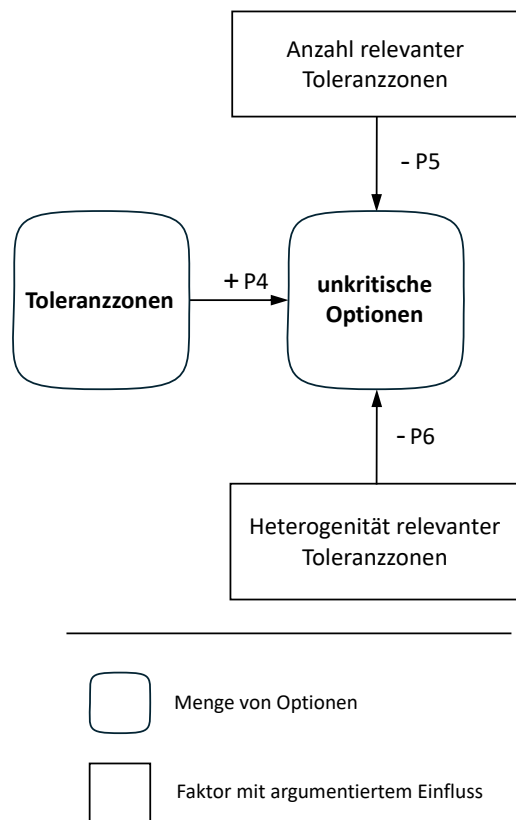 Anzahl relevanter
Toleranzzonen
- P5
Toleranzzonen
+ P4
unkritische
Optionen
- P6
Heterogenität relevanter
Toleranzzonen
Menge von Optionen
Faktor mit argumentiertem Einfluss